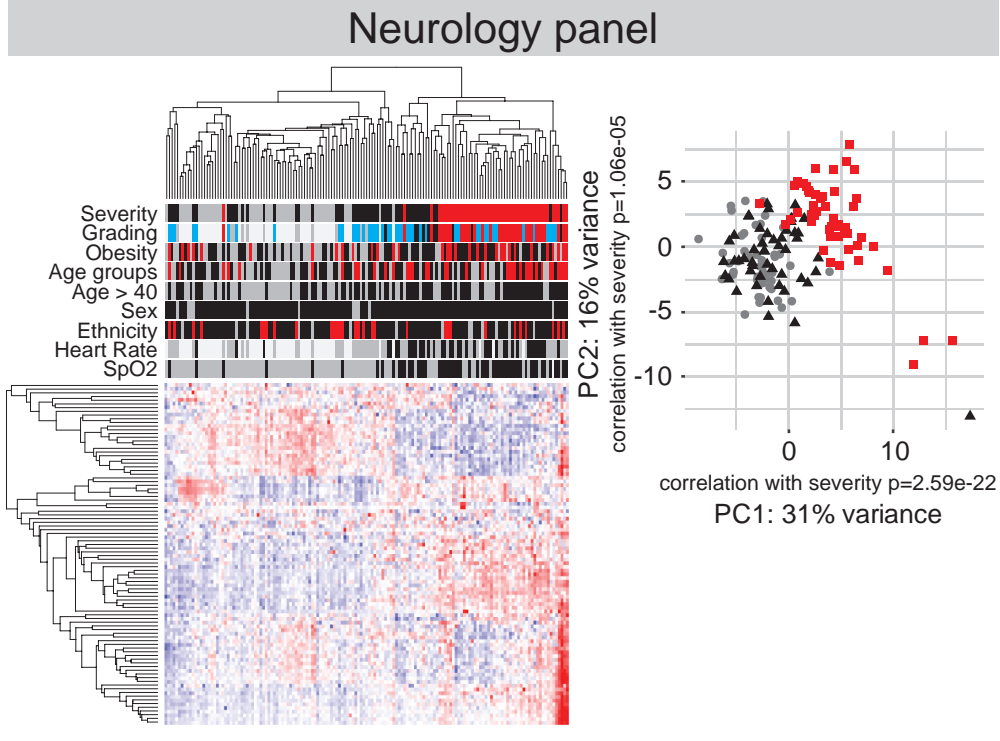 Neurology panel
Severity
Grading
Obesity
Age groups
Age > 40
Sex
Ethnicity
Heart Rate
SpO2
PC2: 16% variance
correlation with severity p=1.06e-05
5
0
-5
-10
0
10
correlation with severity p=2.59e-22
PC1: 31% variance